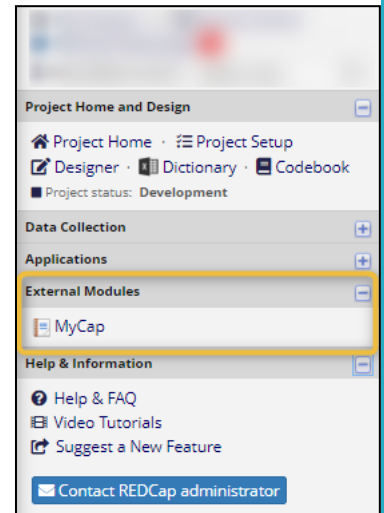 Project Home and Design
Project Home · Project Setup
Designer · Dictionary · Codebook
Project status: Development
Data Collection
Applications
External Modules
MyCap
Help & Information
Help & FAQ
Video Tutorials
Suggest a New Feature
Contact REDCap administrator